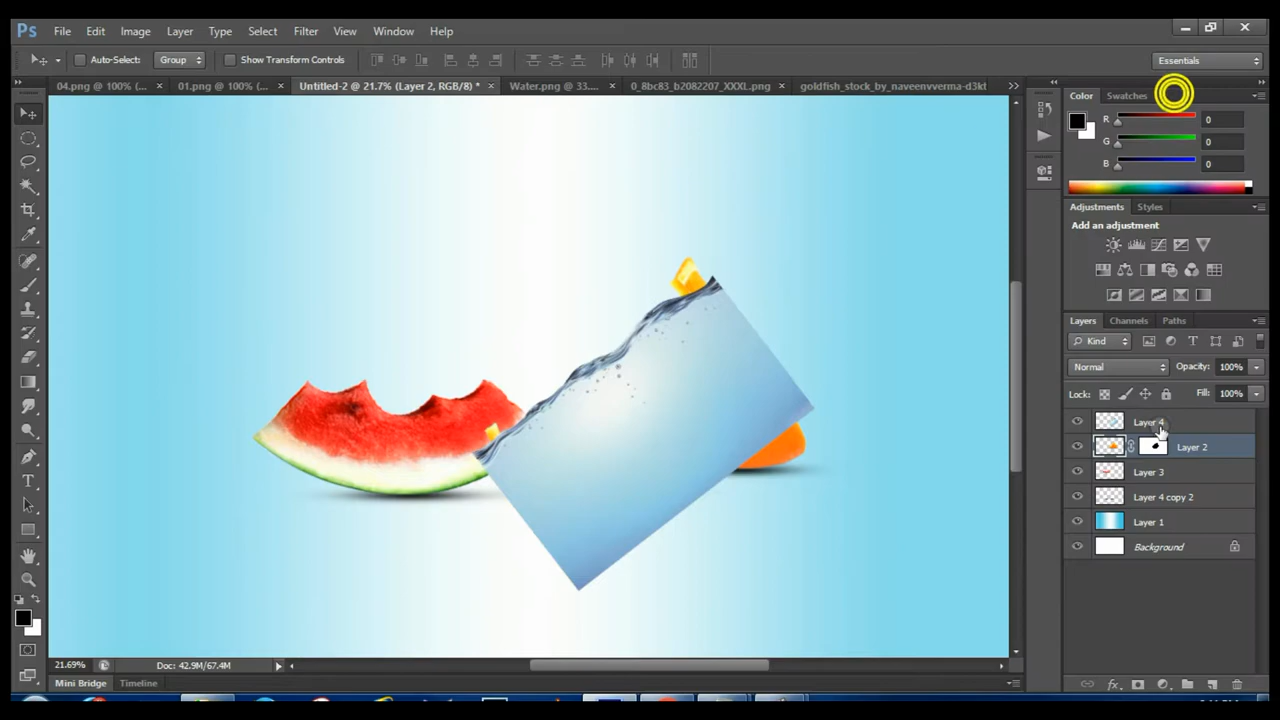 Ps File Edit Image Layer Type Select Filter View Window Help
Auto-Select: Group Show Transform Controls Essentials
04.png @ 100% (... × 01.png @ 100% (... × Untitled-2 @ 21.7% (Layer 2, RGB/8) * × Water.png @ 33.... × 0_8bc83_b2082207_XXXL.png... × goldfish_stock_by_naveenvverma-d3kt
Color Swatches
R 0
G 0
B 0
Adjustments Styles
Add an adjustment
Layers Channels Paths
Kind
Normal Opacity: 100%
Lock: Fill: 100%
Layer 4
Layer 2
Layer 3
Layer 4 copy 2
Layer 1
Background
21.69% Doc: 42.9M/67.4M
Mini Bridge Timeline